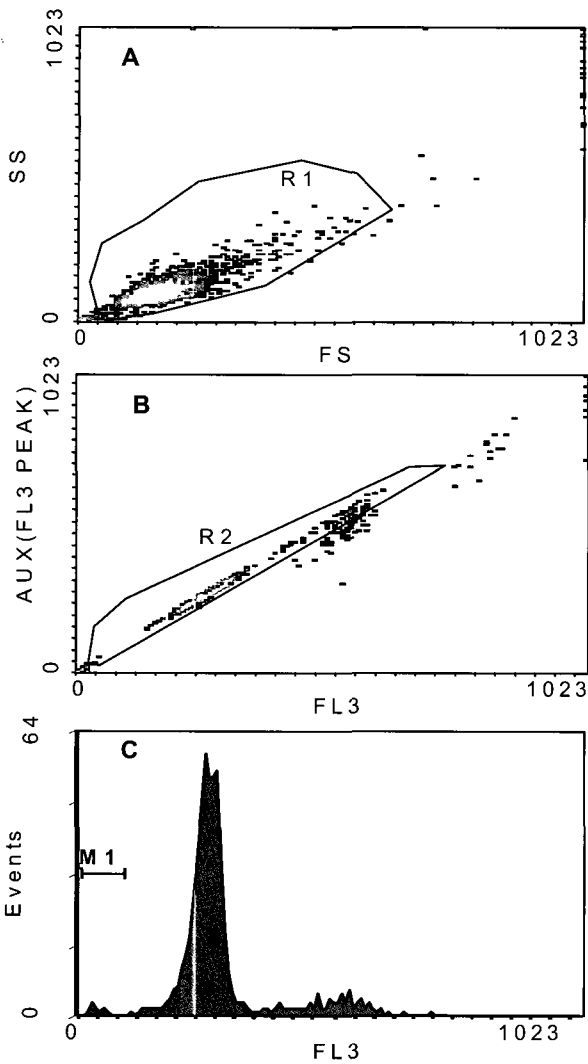 1023
A
SS
R1
0
0
1023
FS
1023
B
AUX(FL3 PEAK)
R2
0
0
1023
FL3
64
C
Events
M1
0
0
1023
FL3